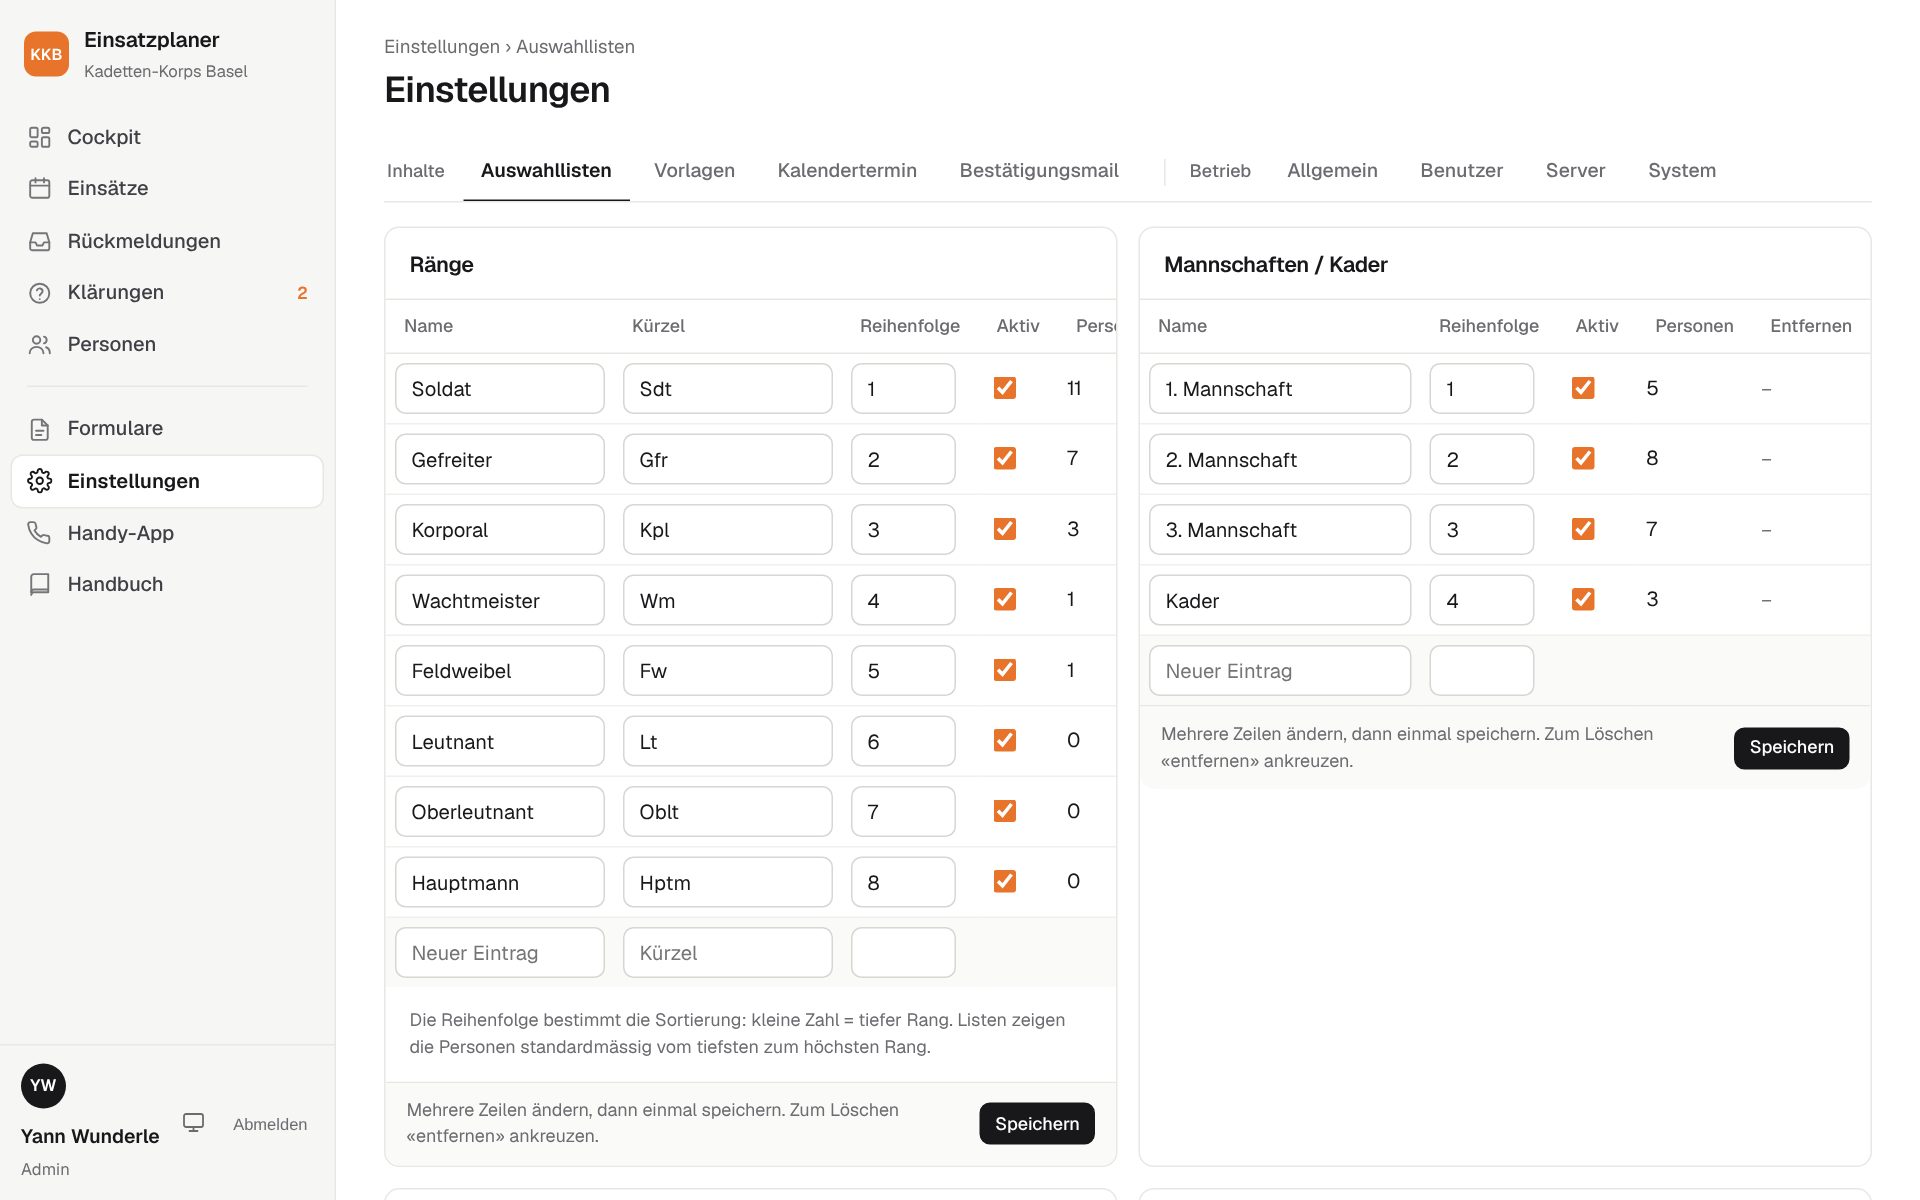 KKB
Einsatzplaner
Kadetten-Korps Basel
Cockpit
Einsätze
Rückmeldungen
Klärungen 2
Personen
Formulare
Einstellungen
Handy-App
Handbuch
YW
Yann Wunderle
Admin
Abmelden
Einstellungen › Auswahllisten
Einstellungen
Inhalte Auswahllisten Vorlagen Kalendertermin Bestätigungsmail Betrieb Allgemein Benutzer Server System
Ränge
Name Kürzel Reihenfolge Aktiv Perso
Soldat Sdt 1 11
Gefreiter Gfr 2 7
Korporal Kpl 3 3
Wachtmeister Wm 4 1
Feldweibel Fw 5 1
Leutnant Lt 6 0
Oberleutnant Oblt 7 0
Hauptmann Hptm 8 0
Neuer Eintrag Kürzel
Die Reihenfolge bestimmt die Sortierung: kleine Zahl = tiefer Rang. Listen zeigen
die Personen standardmässig vom tiefsten zum höchsten Rang.
Mehrere Zeilen ändern, dann einmal speichern. Zum Löschen
«entfernen» ankreuzen.
Speichern
Mannschaften / Kader
Name Reihenfolge Aktiv Personen Entfernen
1. Mannschaft 1 5 –
2. Mannschaft 2 8 –
3. Mannschaft 3 7 –
Kader 4 3 –
Neuer Eintrag
Mehrere Zeilen ändern, dann einmal speichern. Zum Löschen
«entfernen» ankreuzen.
Speichern